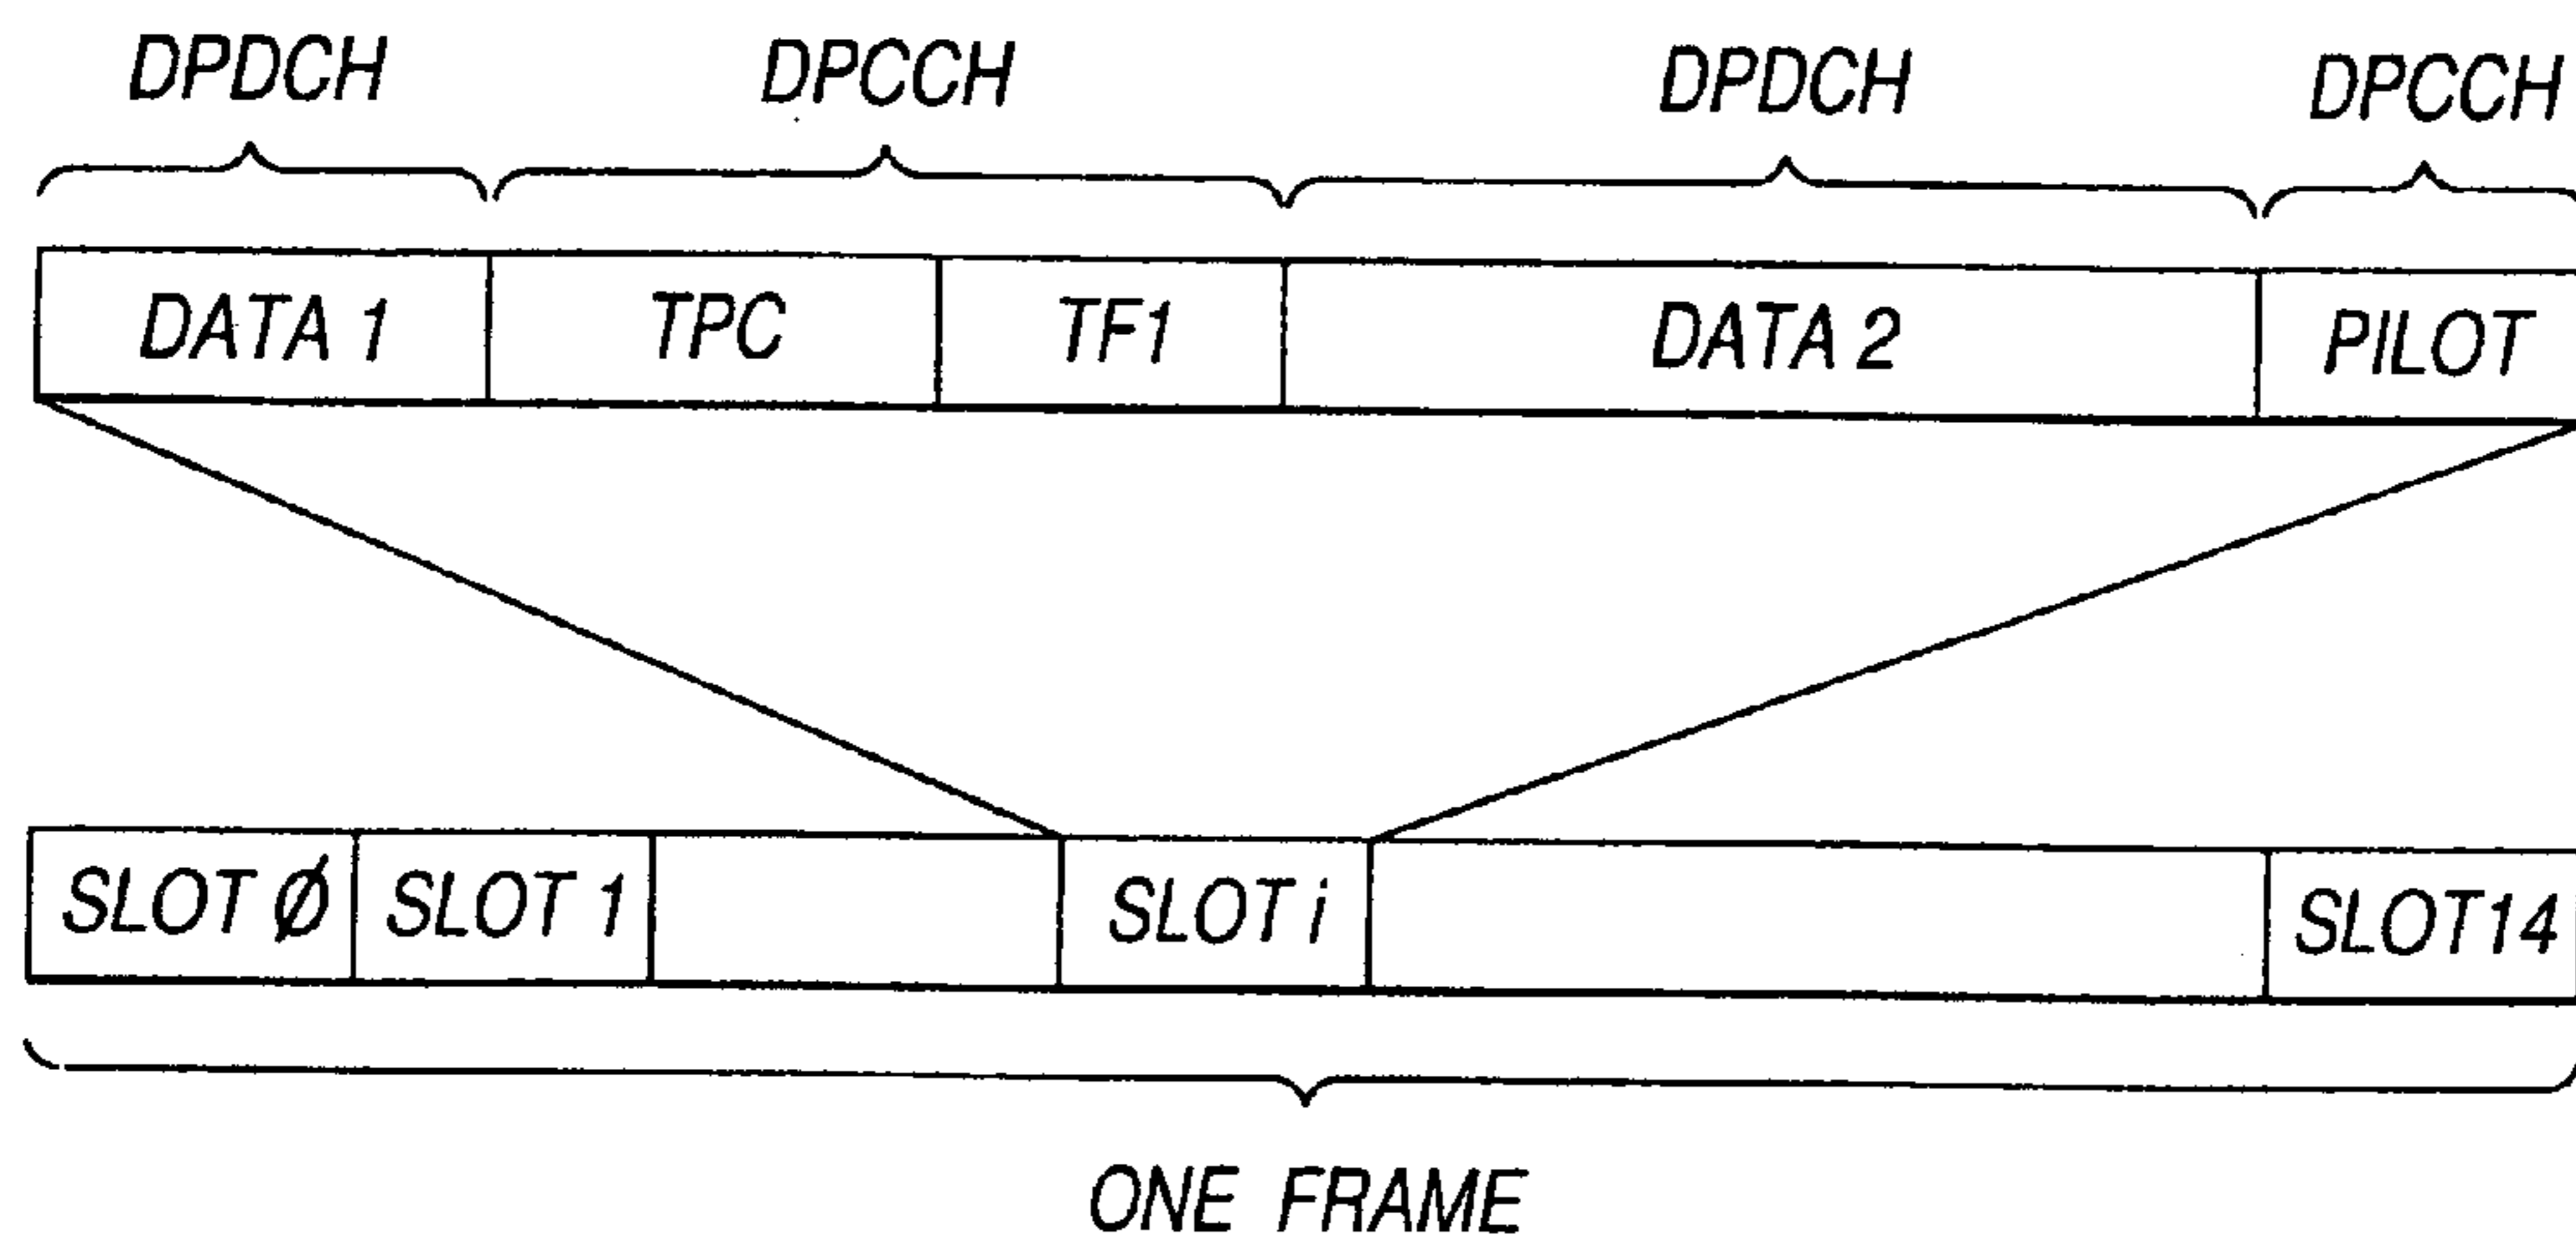 DPDCH DPCCH DPDCH DPCCH
DATA 1 TPC TF1 DATA 2 PILOT
SLOT Ø SLOT 1 SLOT i SLOT14
ONE FRAME